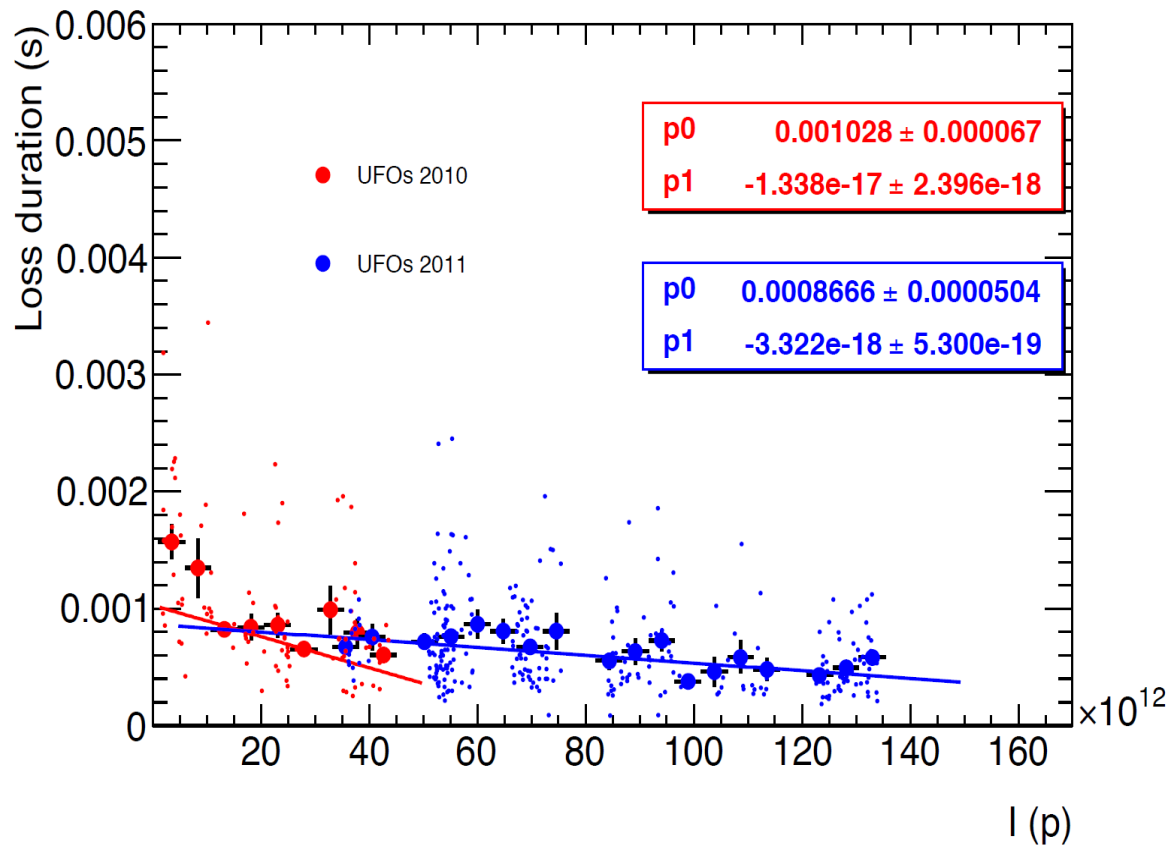 Loss duration (s)
0.006
0.005
0.004
0.003
0.002
0.001
0
UFOs 2010
UFOs 2011
p0 0.001028 ± 0.000067
p1 -1.338e-17 ± 2.396e-18
p0 0.0008666 ± 0.0000504
p1 -3.322e-18 ± 5.300e-19
20 40 60 80 100 120 140 160
×10¹²
I (p)